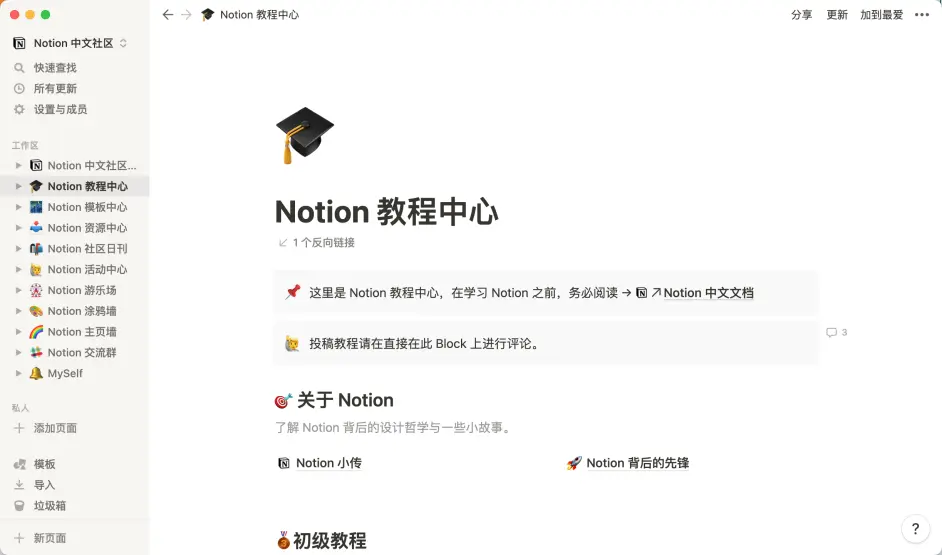 Notion 教程中心
分享 更新 加到最爱
Notion 中文社区
快速查找
所有更新
设置与成员
工作区
Notion 中文社区...
Notion 教程中心
Notion 模板中心
Notion 资源中心
Notion 社区日刊
Notion 活动中心
Notion 游乐场
Notion 涂鸦墙
Notion 主页墙
Notion 交流群
MySelf
私人
添加页面
模板
导入
垃圾箱
新页面
Notion 教程中心
1 个反向链接
这里是 Notion 教程中心，在学习 Notion 之前，务必阅读 → Notion 中文文档
投稿教程请在直接在此 Block 上进行评论。
3
关于 Notion
了解 Notion 背后的设计哲学与一些小故事。
Notion 小传
Notion 背后的先锋
初级教程
?